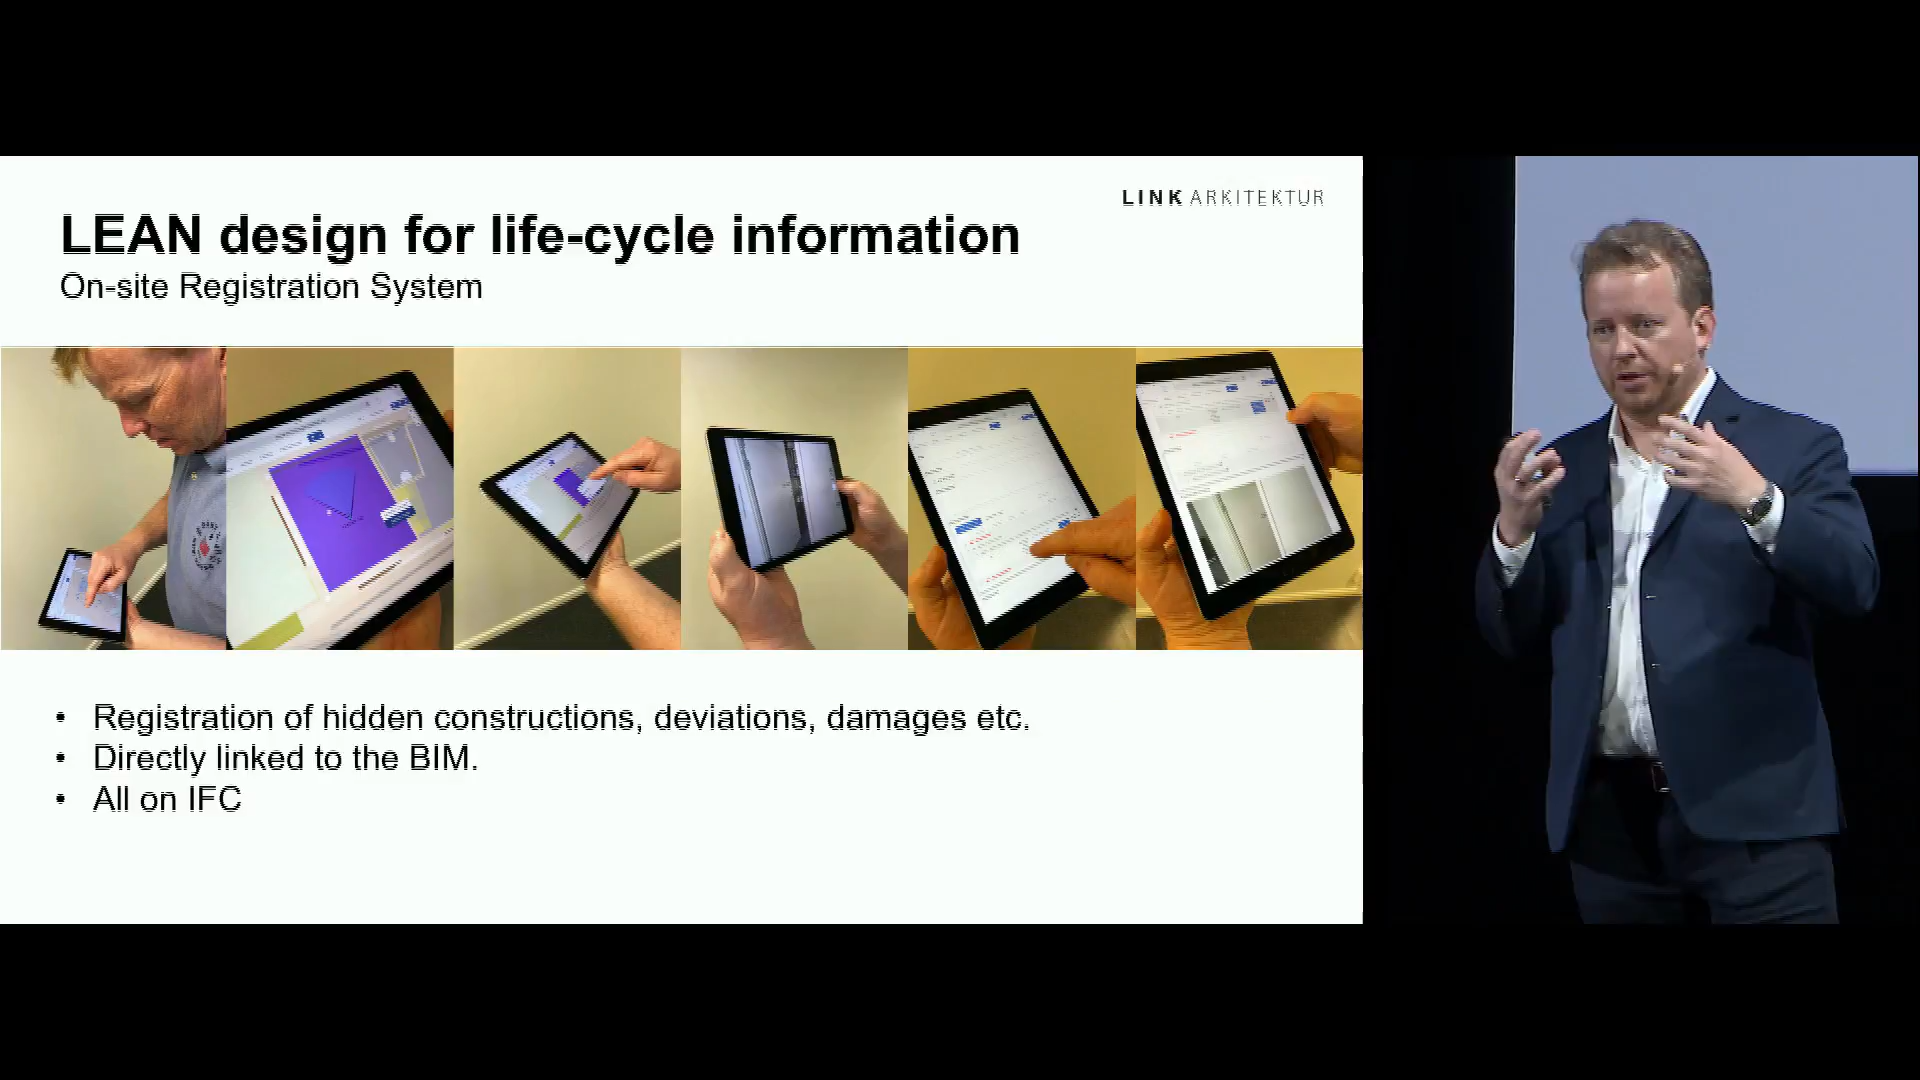 LINK ARKITEKTUR
LEAN design for life-cycle information
On-site Registration System
• Registration of hidden constructions, deviations, damages etc.
• Directly linked to the BIM.
• All on IFC